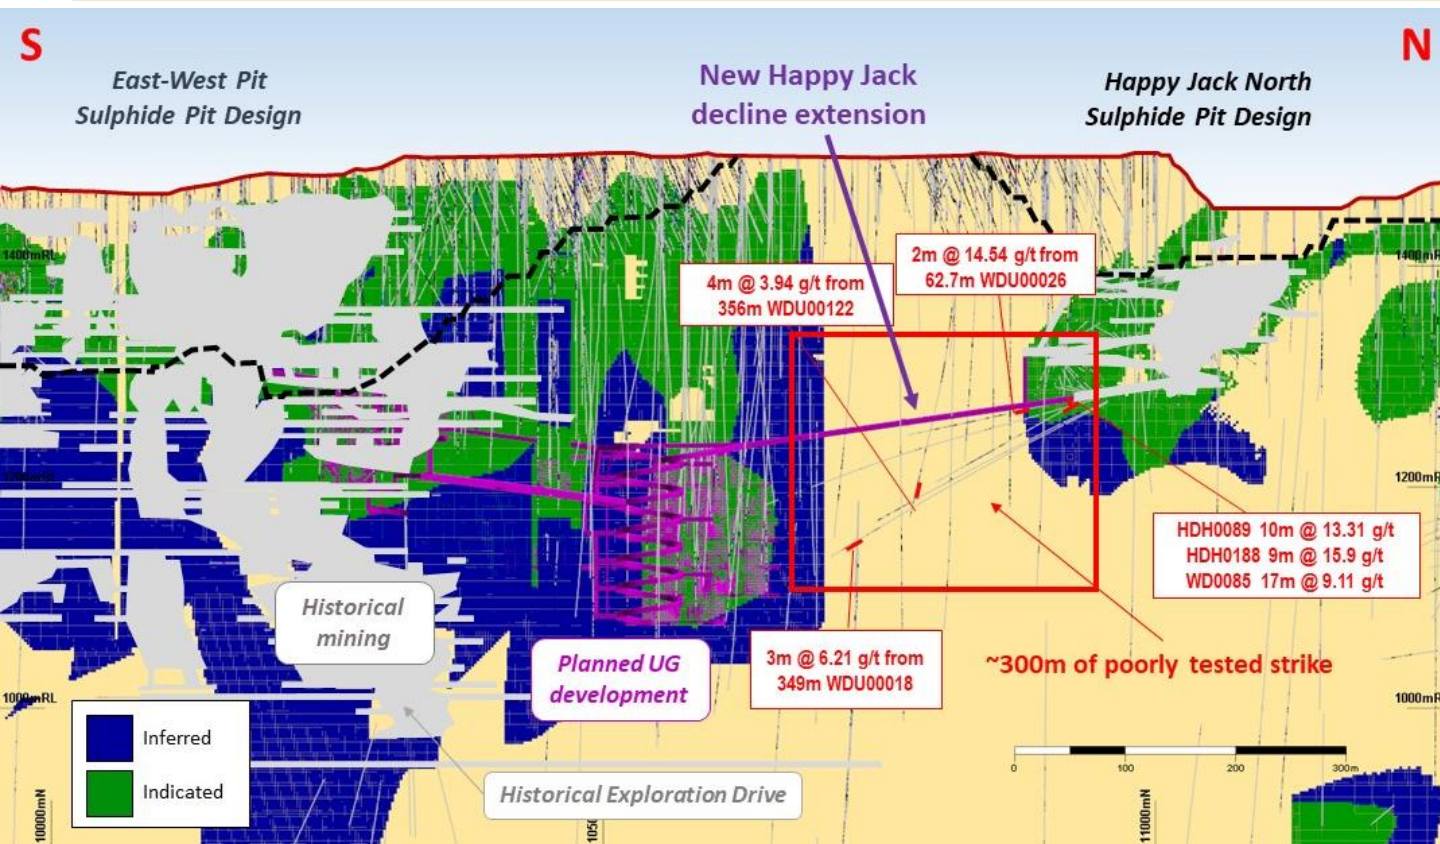 S
N
East-West Pit
Sulphide Pit Design
New Happy Jack
decline extension
Happy Jack North
Sulphide Pit Design
1400mRL
4m @ 3.94 g/t from
356m WDU00122
2m @ 14.54 g/t from
62.7m WDU00026
1200mR
HDH0089 10m @ 13.31 g/t
HDH0188 9m @ 15.9 g/t
WD0085 17m @ 9.11 g/t
Historical
mining
Planned UG
development
3m @ 6.21 g/t from
349m WDU00018
~300m of poorly tested strike
1000mRL
1000mR
Inferred
Indicated
Historical Exploration Drive
0 100 200 300m
10000mN
1050
11000mN